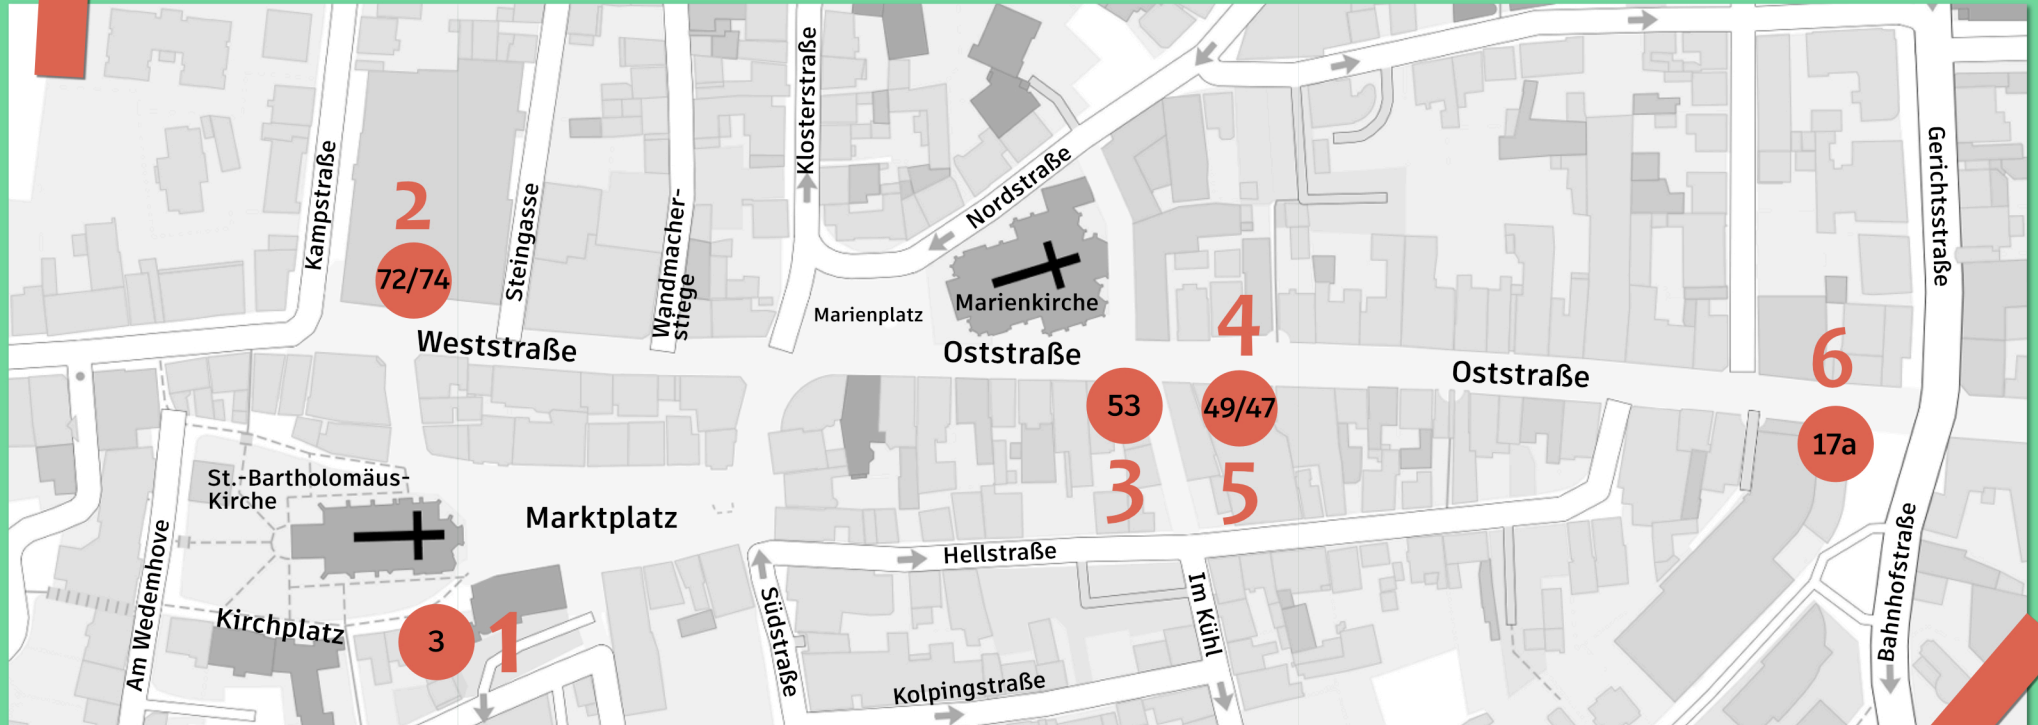 Klosterstraße
Gerichtsstraße
Kampstraße
Nordstraße
2
Steingasse
Wandmacher-
stiege
72/74
Marienkirche
Marienplatz
4
Weststraße
Oststraße
Oststraße
6
53
49/47
17a
St.-Bartholomäus-
Kirche
3
5
Marktplatz
Hellstraße
Am Wedemhove
Kirchplatz
3
1
Südstraße
Im Kühl
Bahnhofstraße
Kolpingstraße